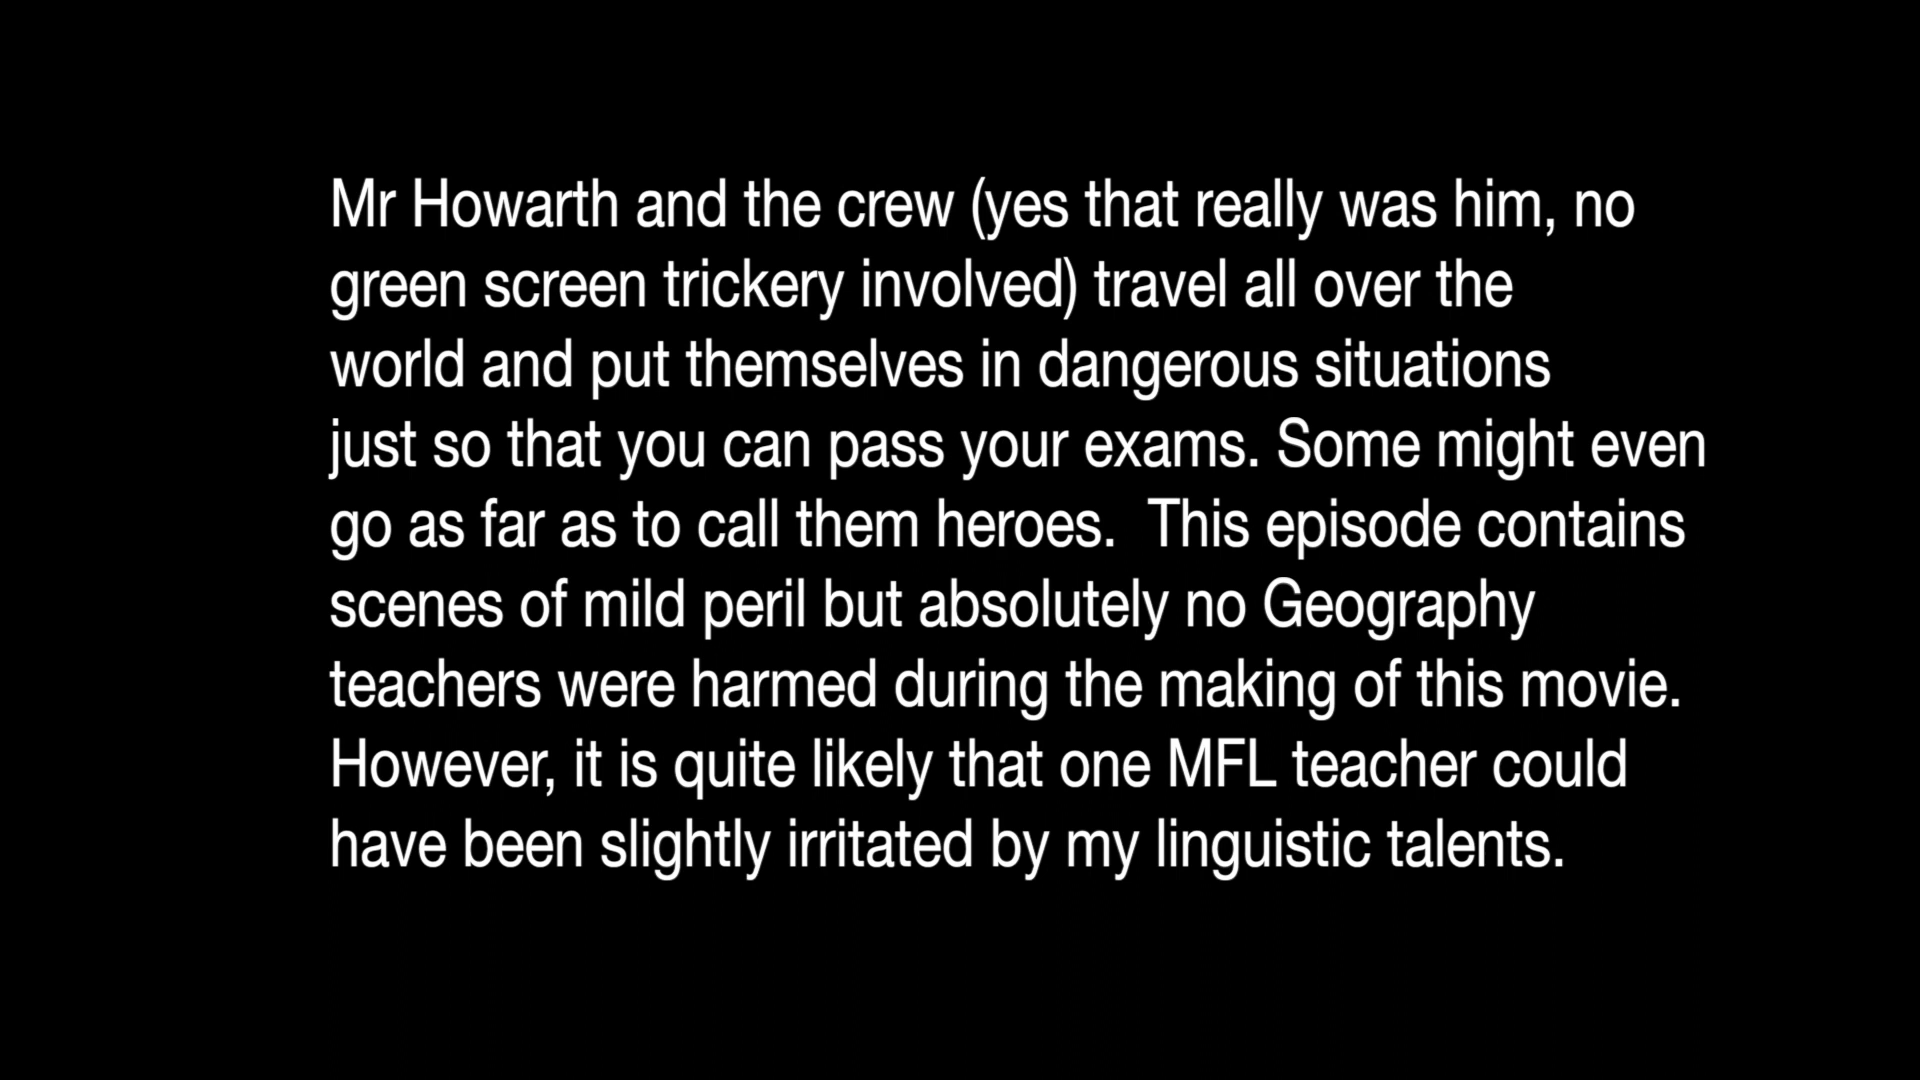 Mr Howarth and the crew (yes that really was him, no
green screen trickery involved) travel all over the
world and put themselves in dangerous situations
just so that you can pass your exams. Some might even
go as far as to call them heroes.  This episode contains
scenes of mild peril but absolutely no Geography
teachers were harmed during the making of this movie.
However, it is quite likely that one MFL teacher could
have been slightly irritated by my linguistic talents.